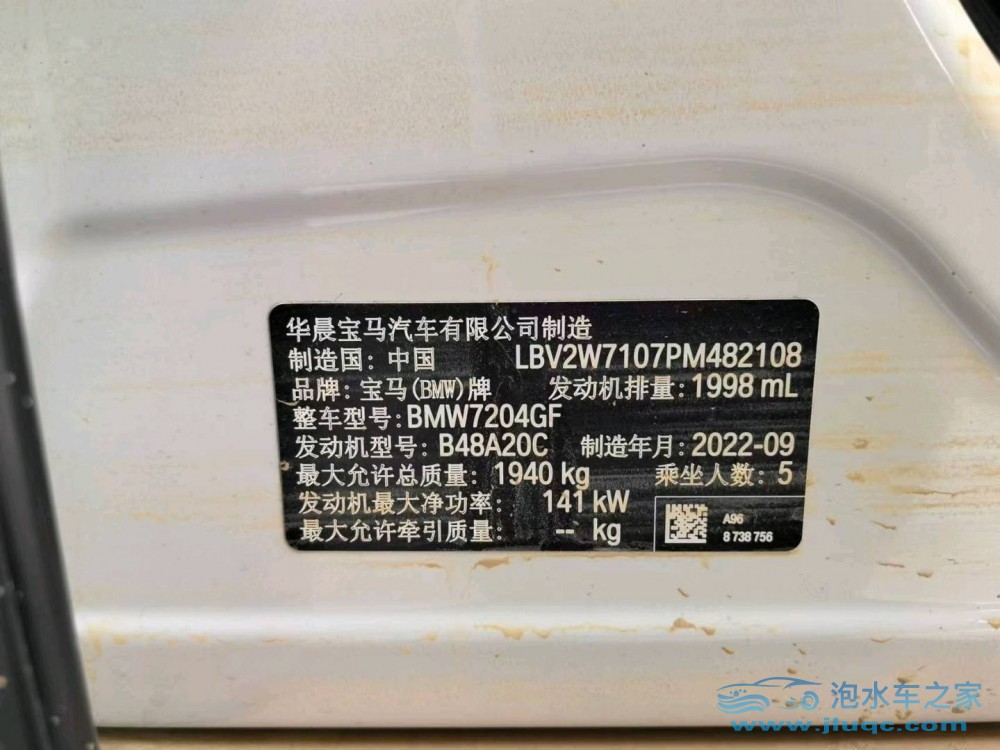 华晨宝马汽车有限公司制造
制造国: 中国 LBV2W7107PM482108
品牌: 宝马(BMW)牌 发动机排量: 1998 mL
整车型号: BMW7204GF
发动机型号: B48A20C 制造年月: 2022-09
最大允许总质量: 1940 kg 乘坐人数: 5
发动机最大净功率: 141 kW
最大允许牵引质量: -- kg
A96
8 738 756
泡水车之家
www.jluqc.com